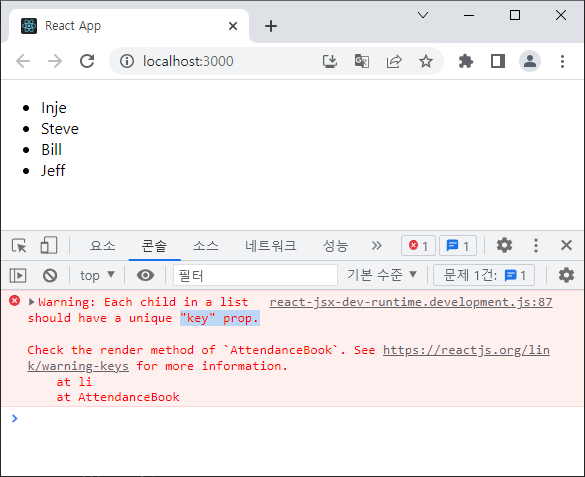 React App
localhost:3000
Inje
Steve
Bill
Jeff
요소 콘솔 소스 네트워크 성능 1 1
top 필터 기본 수준 문제 1건: 1
Warning: Each child in a list react-jsx-dev-runtime.development.js:87
should have a unique "key" prop.
Check the render method of `AttendanceBook`. See https://reactjs.org/lin
k/warning-keys for more information.
at li
at AttendanceBook